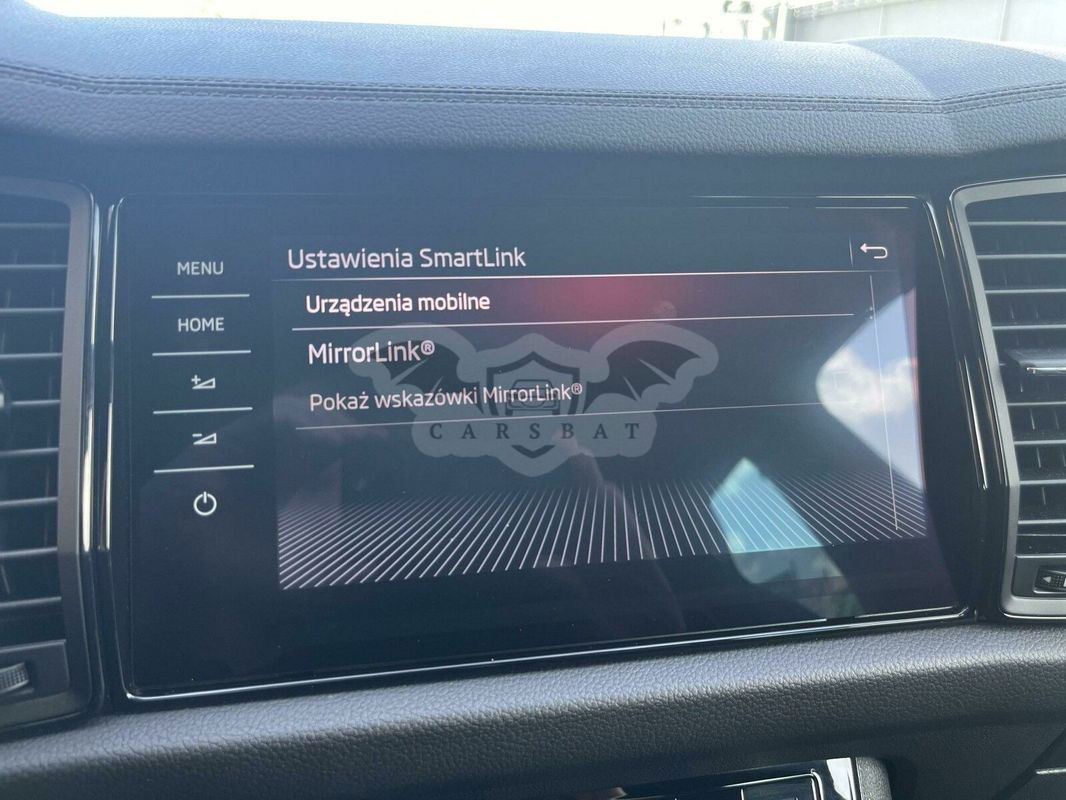 Ustawienia SmartLink
MENU
Urządzenia mobilne
HOME
MirrorLink®
Pokaż wskazówki MirrorLink®
CARSBAT